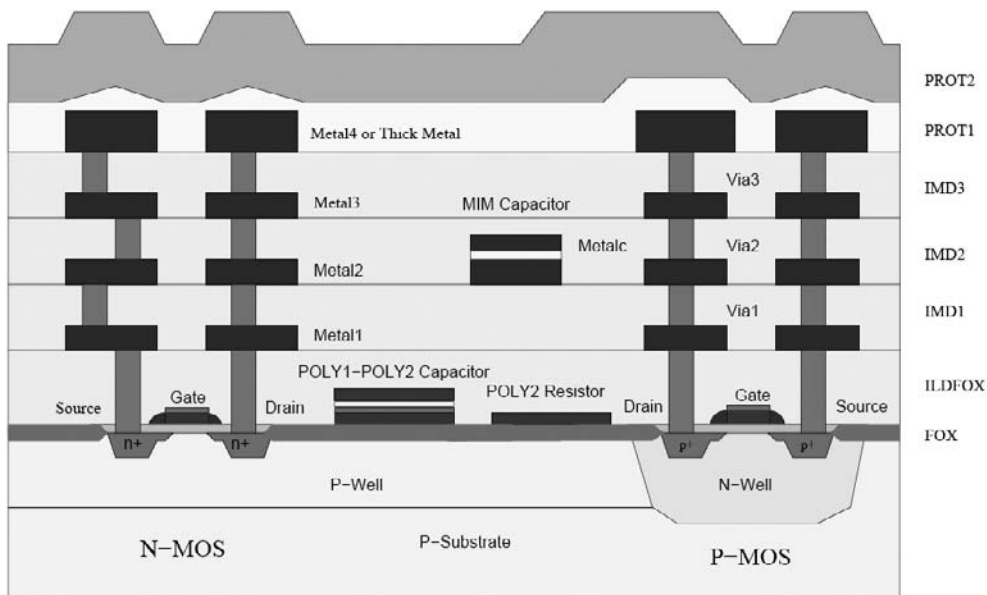 PROT2
Metal4 or Thick Metal
PROT1
Via3
IMD3
Metal3
MIM Capacitor
Metalc
Via2
IMD2
Metal2
Metal1
Via1
IMD1
POLY1-POLY2 Capacitor
POLY2 Resistor
ILDFOX
Source
Gate
Drain
Drain
Gate
Source
n+
n+
p+
p+
FOX
P-Well
N-Well
N-MOS
P-Substrate
P-MOS